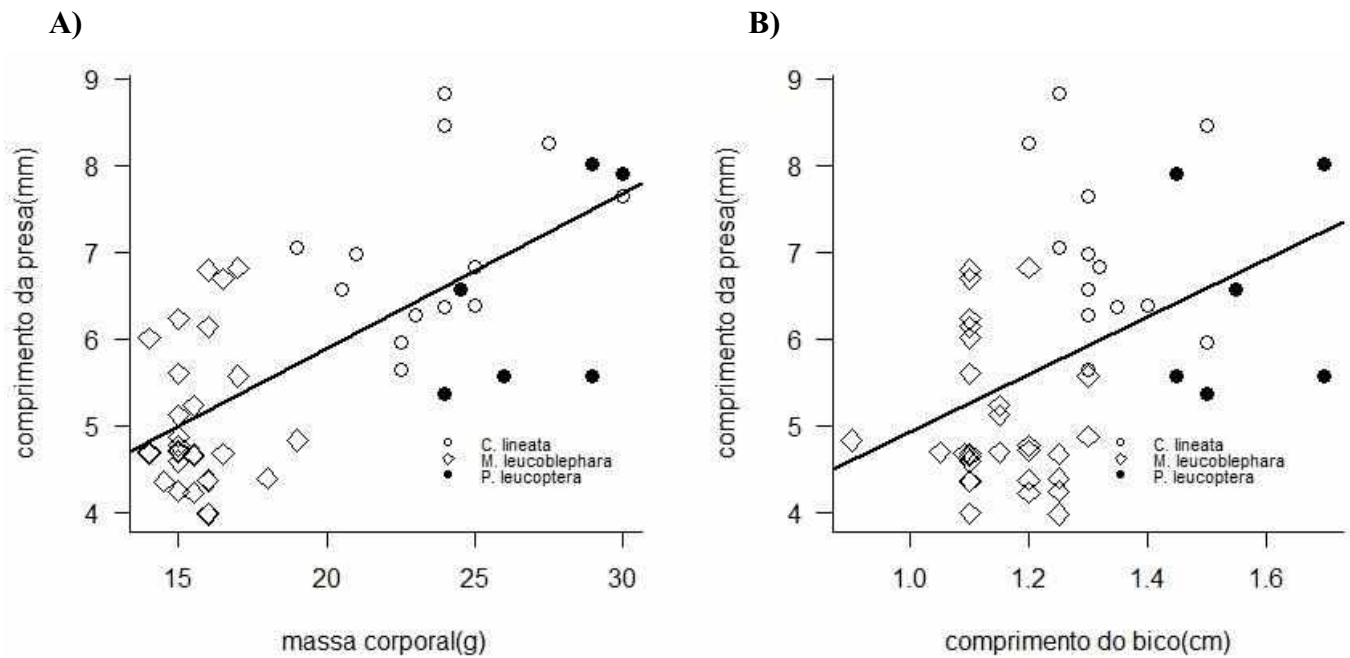 A)
comprimento da presa(mm)
9
8
7
6
5
4
C. lineata
M. leucoblephara
P. leucoptera
15 20 25 30
massa corporal(g)
B)
comprimento da presa(mm)
9
8
7
6
5
4
C. lineata
M. leucoblephara
P. leucoptera
1.0 1.2 1.4 1.6
comprimento do bico(cm)